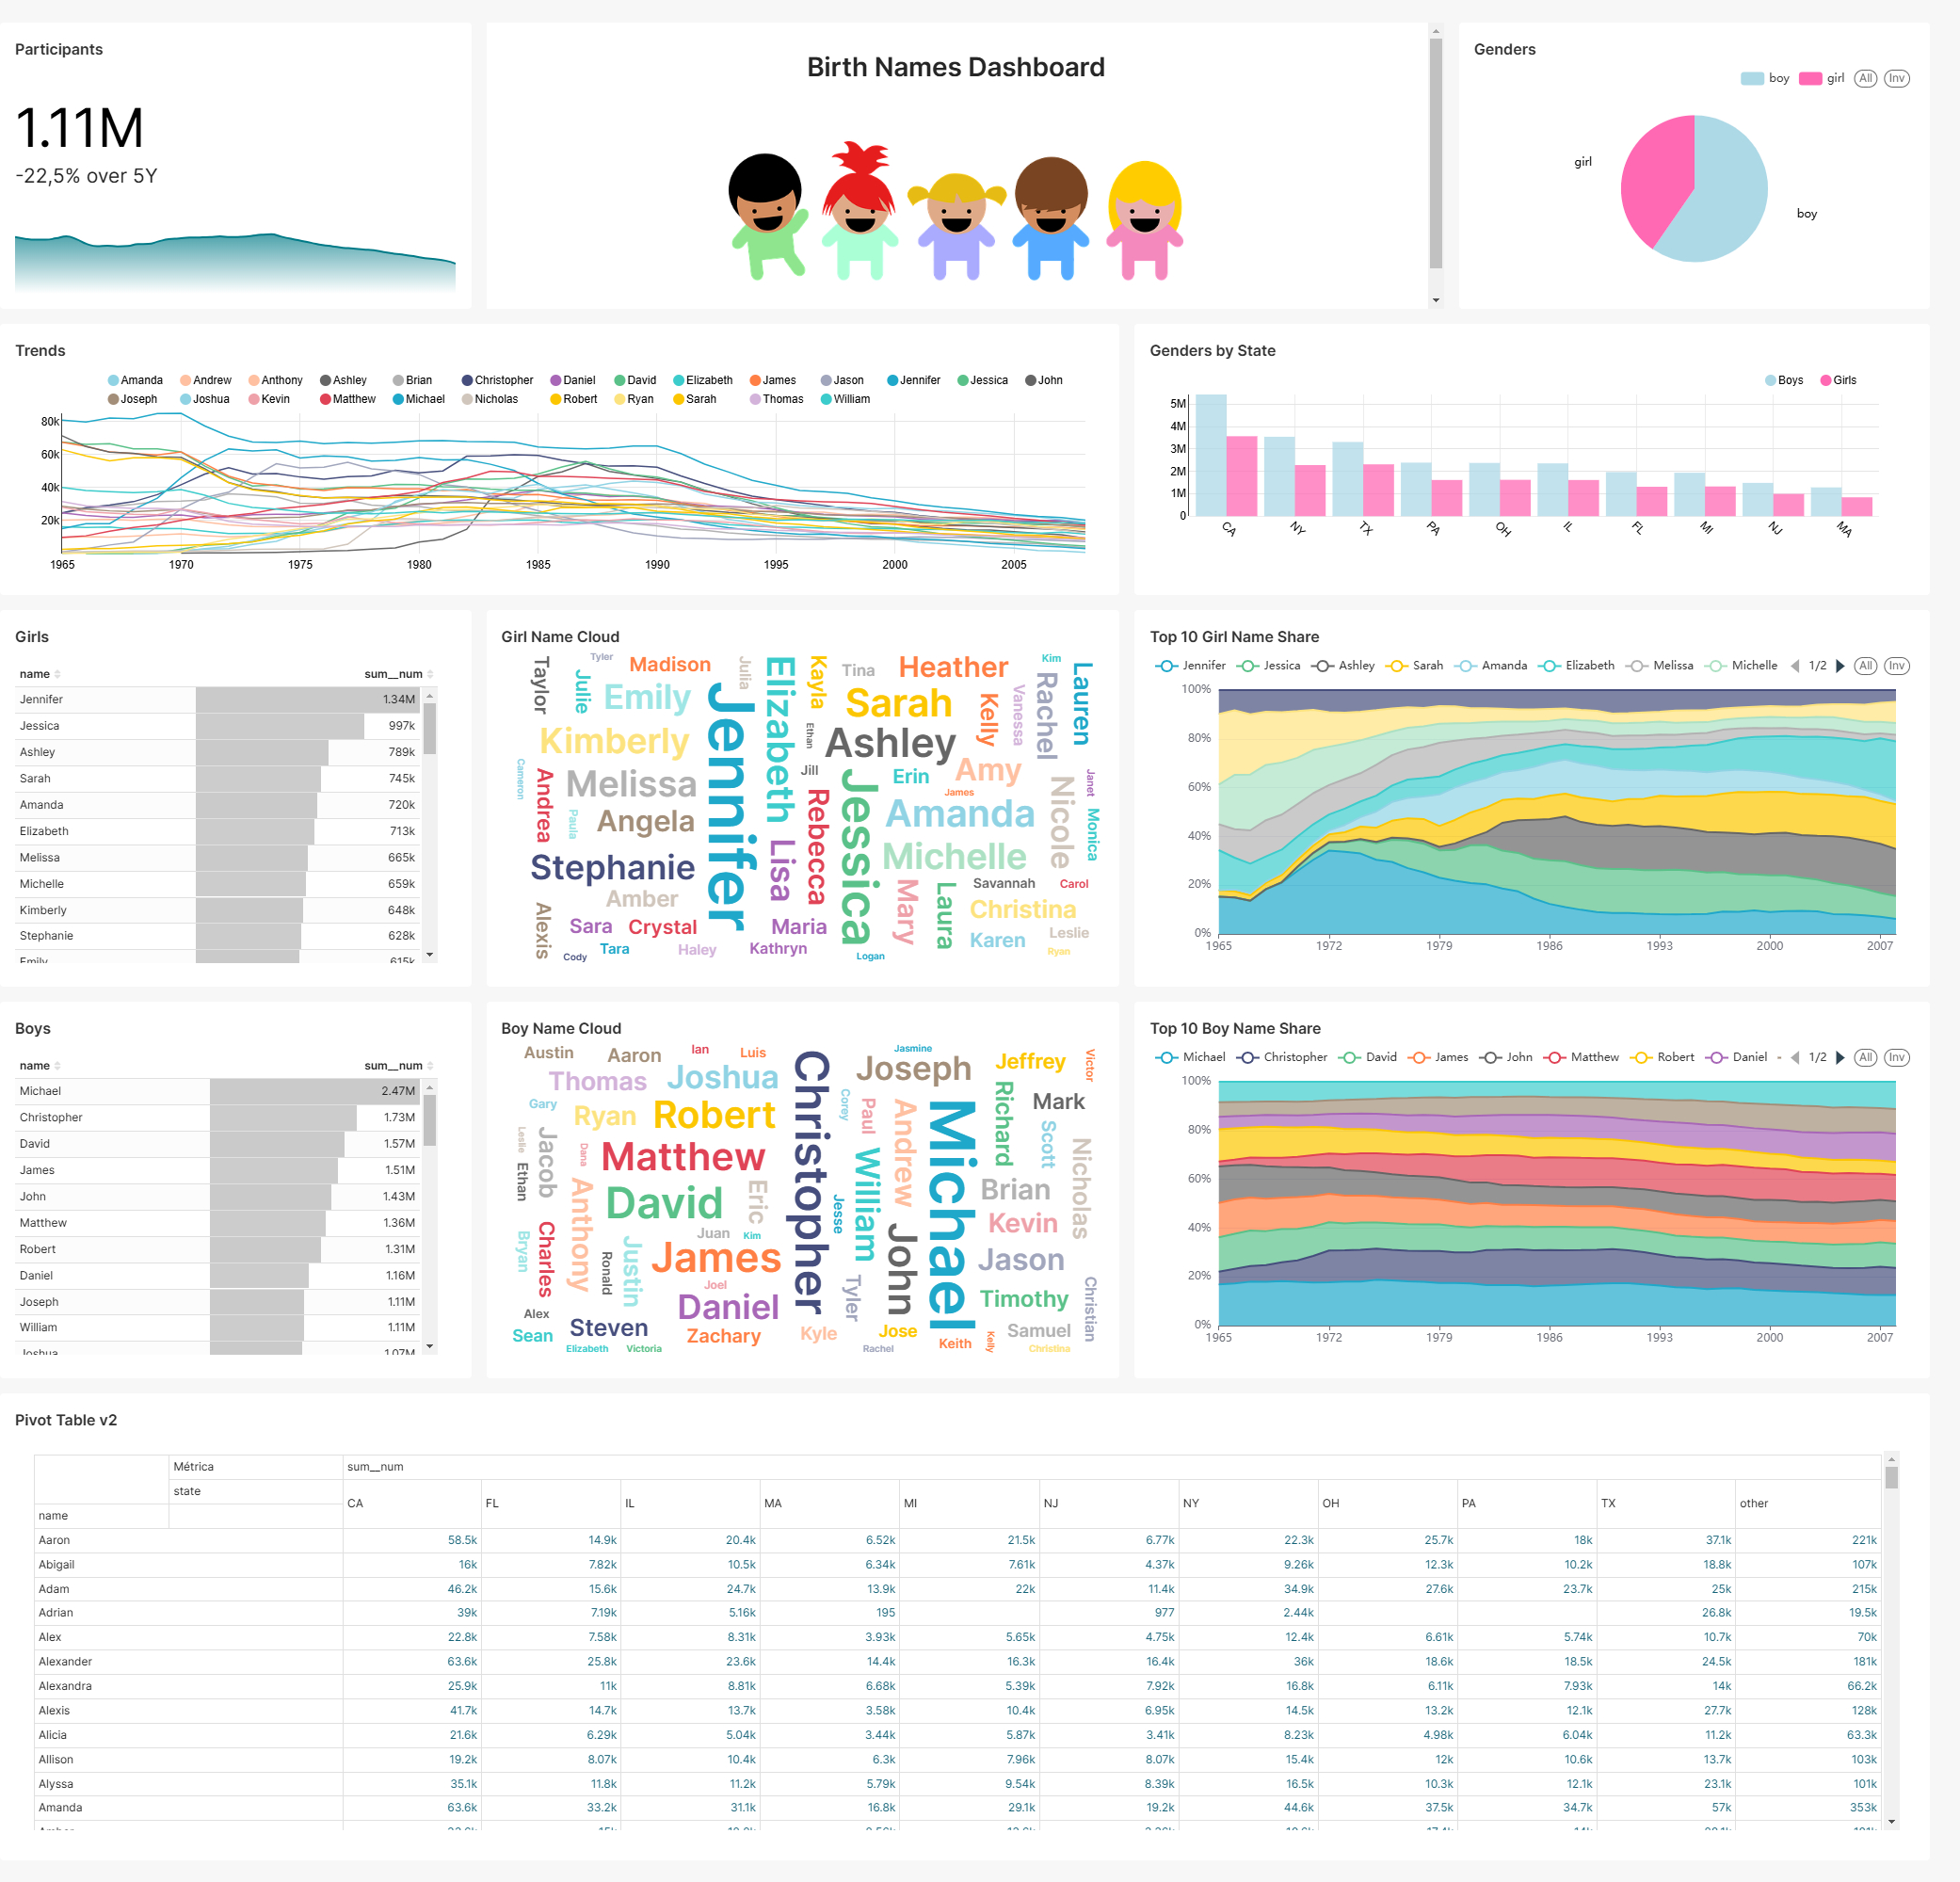 Participants
1.11M
-22,5% over 5Y
Birth Names Dashboard
Genders
boy girl All Inv
girl
boy
Trends
Amanda Andrew Anthony Ashley Brian Christopher Daniel David Elizabeth James Jason Jennifer Jessica John
Joseph Joshua Kevin Matthew Michael Nicholas Robert Ryan Sarah Thomas William
80k
60k
40k
20k
1965 1970 1975 1980 1985 1990 1995 2000 2005
Genders by State
Boys Girls
5M
4M
3M
2M
1M
0
CA NY TX PA OH IL FL MI NJ MA
Girls
name sum__num
Jennifer 1.34M
Jessica 997k
Ashley 789k
Sarah 745k
Amanda 720k
Elizabeth 713k
Melissa 665k
Michelle 659k
Kimberly 648k
Stephanie 628k
Emily 615k
Girl Name Cloud
Taylor
Tyler
Julie
Madison
Emily
Julia
Jennifer
Elizabeth
Kayla
Tina
Heather
Sarah
Kelly
Vanessa
Kim
Rachel
Lauren
Kimberly
Ethan
Ashley
Cameron
Andrea
Melissa
Paula
Angela
Jill
Rebecca
Jessica
Erin
Amy
James
Amanda
Nicole
Janet
Monica
Stephanie
Lisa
Michelle
Amber
Savannah
Carol
Alexis
Sara
Crystal
Maria
Mary
Laura
Christina
Karen
Leslie
Cody
Tara
Haley
Kathryn
Logan
Ryan
Top 10 Girl Name Share
Jennifer Jessica Ashley Sarah Amanda Elizabeth Melissa Michelle 1/2 All Inv
100%
80%
60%
40%
20%
0%
1965 1972 1979 1986 1993 2000 2007
Boys
name sum__num
Michael 2.47M
Christopher 1.73M
David 1.57M
James 1.51M
John 1.43M
Matthew 1.36M
Robert 1.31M
Daniel 1.16M
Joseph 1.11M
William 1.11M
Joshua 1.07M
Boy Name Cloud
Austin
Aaron
Ian
Luis
Thomas
Joshua
Christopher
Jasmine
Joseph
Jeffrey
Victor
Gary
Ryan
Robert
Corey
Paul
Andrew
Michael
Richard
Mark
Leslie
Jacob
Dana
Matthew
William
Scott
Nicholas
Ethan
Anthony
David
Eric
Jesse
Brian
Kevin
Bryan
Charles
Ronald
Justin
Juan
Kim
James
John
Jason
Joel
Tyler
Christian
Alex
Daniel
Timothy
Sean
Steven
Zachary
Kyle
Jose
Keith
Kelly
Samuel
Elizabeth
Victoria
Rachel
Christina
Top 10 Boy Name Share
Michael Christopher David James John Matthew Robert Daniel 1/2 All Inv
100%
80%
60%
40%
20%
0%
1965 1972 1979 1986 1993 2000 2007
Pivot Table v2
Métrica sum__num
state CA FL IL MA MI NJ NY OH PA TX other
name
Aaron 58.5k 14.9k 20.4k 6.52k 21.5k 6.77k 22.3k 25.7k 18k 37.1k 221k
Abigail 16k 7.82k 10.5k 6.34k 7.61k 4.37k 9.26k 12.3k 10.2k 18.8k 107k
Adam 46.2k 15.6k 24.7k 13.9k 22k 11.4k 34.9k 27.6k 23.7k 25k 215k
Adrian 39k 7.19k 5.16k 195 977 2.44k 26.8k 19.5k
Alex 22.8k 7.58k 8.31k 3.93k 5.65k 4.75k 12.4k 6.61k 5.74k 10.7k 70k
Alexander 63.6k 25.8k 23.6k 14.4k 16.3k 16.4k 36k 18.6k 18.5k 24.5k 181k
Alexandra 25.9k 11k 8.81k 6.68k 5.39k 7.92k 16.8k 6.11k 7.93k 14k 66.2k
Alexis 41.7k 14.7k 13.7k 3.58k 10.4k 6.95k 14.5k 13.2k 12.1k 27.7k 128k
Alicia 21.6k 6.29k 5.04k 3.44k 5.87k 3.41k 8.23k 4.98k 6.04k 11.2k 63.3k
Allison 19.2k 8.07k 10.4k 6.3k 7.96k 8.07k 15.4k 12k 10.6k 13.7k 103k
Alyssa 35.1k 11.8k 11.2k 5.79k 9.54k 8.39k 16.5k 10.3k 12.1k 23.1k 101k
Amanda 63.6k 33.2k 31.1k 16.8k 29.1k 19.2k 44.6k 37.5k 34.7k 57k 353k